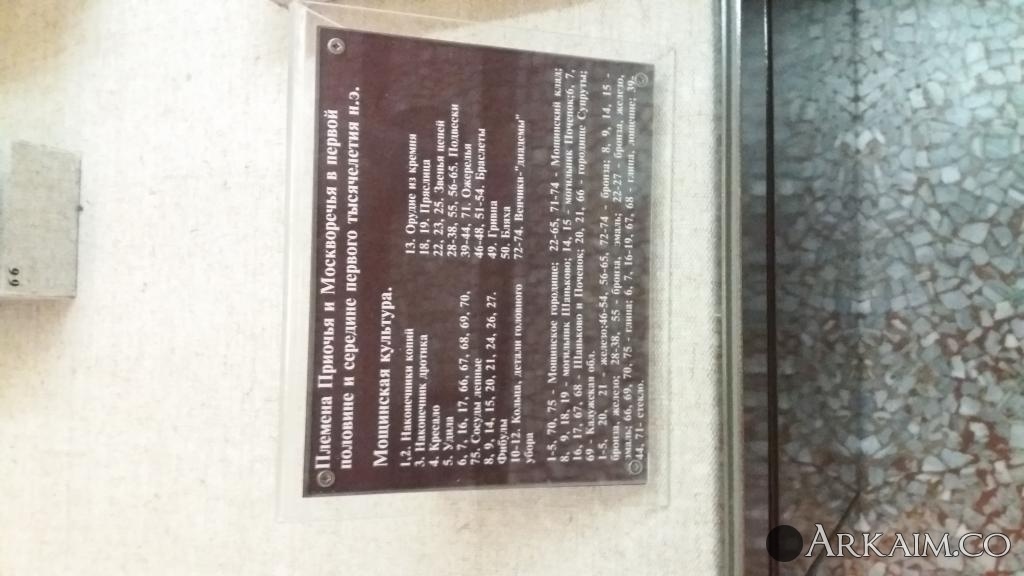 Племена Приочья и Москворечья в первой
половине и середине первого тысячелетия н.э.
Мощинская культура.
1.2. Наконечники копий
3. Наконечник дротика
4. Кресало
5. Удила
6, 7, 16, 17, 66, 67, 68, 69, 70,
75. Сосуды лепные
8, 9, 14, 15, 20, 21, 24, 26, 27.
Фибулы
10-12. Кольца, детали головного
убора
13. Орудие из кремня
18, 19. Пряслица
22, 23, 25. Звенья цепей
28-38, 55, 56-65. Подвески
39-44, 71. Ожерелья
46-48, 51-54. Браслеты
49. Гривна
50. Бляха
72-74. Венчики-"диадемы"
1-5, 70, 75 - Мощинское городище; 22-65, 71-74 - Мощинский клад;
8, 9, 18, 19 - могильник Шаньково; 14, 15 - могильник Почепок;6, 7,
16, 17, 67, 68 - Шаньково и Почепок; 20, 21, 66 - городище Супруты;
69 - Калужская обл.
1-5, 20, 21 - железо;46-54, 56-65, 72-74 - бронза; 8, 9, 14, 15 -
бронза, железо; 28-38, 55 - бронза, эмаль; 22-27 - бронза, железо,
эмаль; 66, 69, 70, 75 - глина; 6, 7, 16-19, 67, 68 - глина, лощение; 39-
44, 71- стекло.
66
ARKAIM.CO